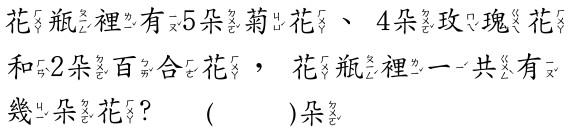 花瓶裡有5朵菊花、4朵玫瑰花
和2朵百合花，花瓶裡一共有
幾朵花？（　　）朵